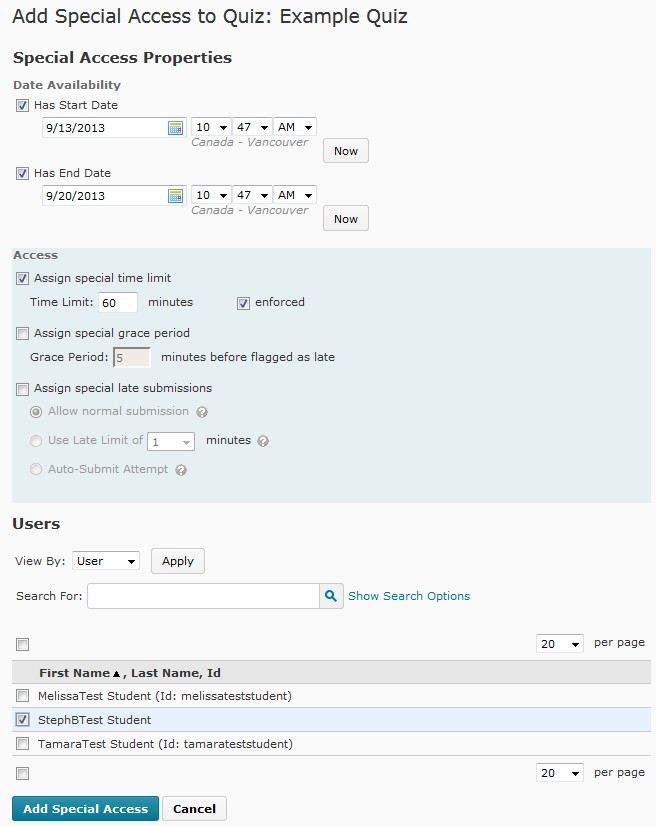 Add Special Access to Quiz: Example Quiz
Special Access Properties
Date Availability
Has Start Date
9/13/2013 10 47 AM
Canada - Vancouver
Now
Has End Date
9/20/2013 10 47 AM
Canada - Vancouver
Now
Access
Assign special time limit
Time Limit: 60 minutes enforced
Assign special grace period
Grace Period: 5 minutes before flagged as late
Assign special late submissions
Allow normal submission ?
Use Late Limit of 1 minutes ?
Auto-Submit Attempt ?
Users
View By: User Apply
Search For: Show Search Options
20 per page
First Name ▲, Last Name, Id
MelissaTest Student (Id: melissateststudent)
StephBTest Student
TamaraTest Student (Id: tamarateststudent)
20 per page
Add Special Access Cancel